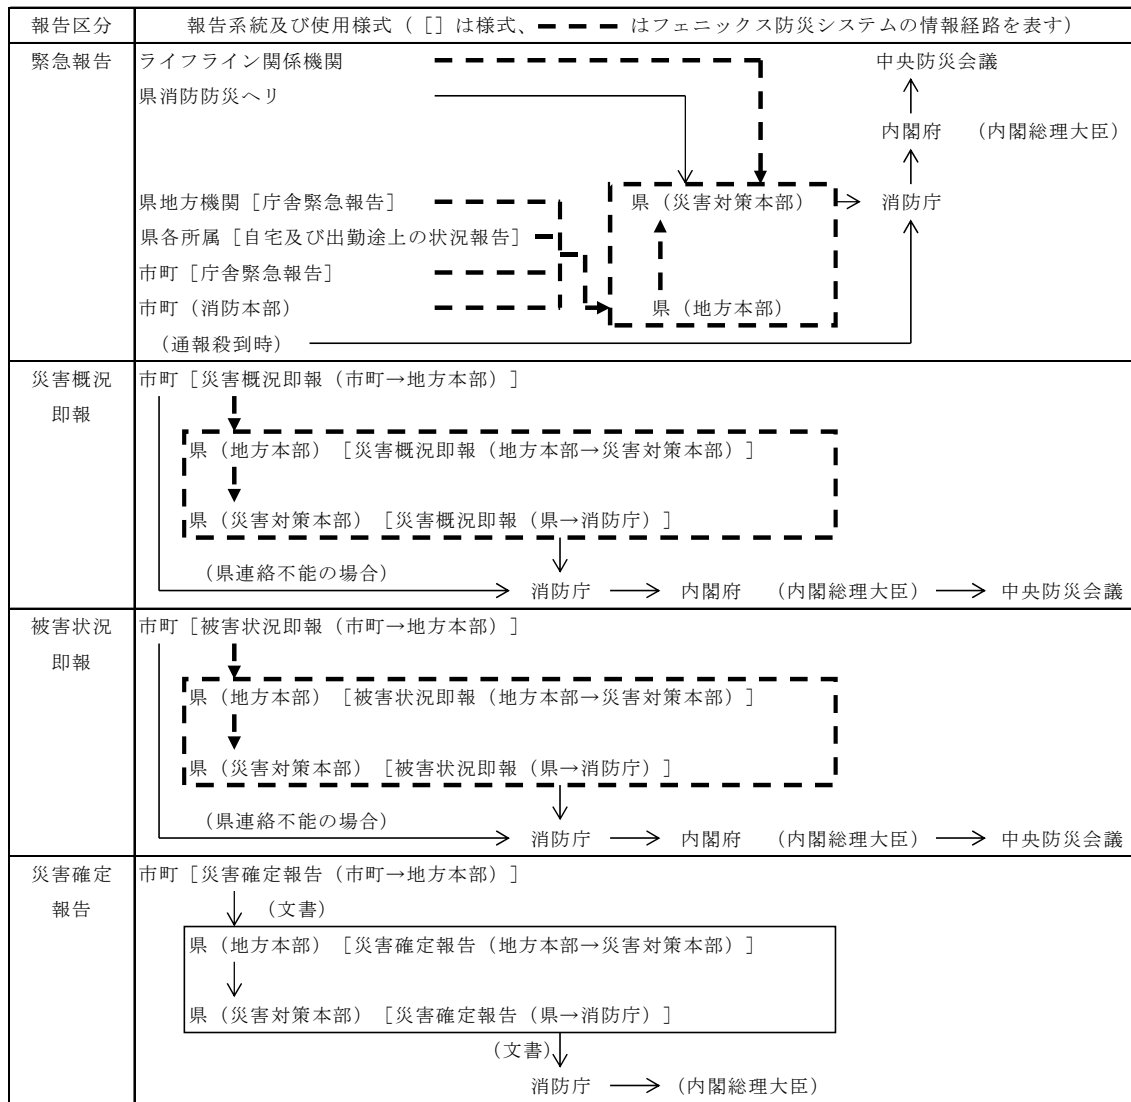 報告区分
報告系統及び使用様式（［］は様式、 はフェニックス防災システムの情報経路を表す）
緊急報告
ライフライン関係機関
中央防災会議
県消防防災ヘリ
内閣府 （内閣総理大臣）
県地方機関［庁舎緊急報告］
県（災害対策本部）
消防庁
県各所属［自宅及び出勤途上の状況報告］
市町［庁舎緊急報告］
市町（消防本部）
県（地方本部）
（通報殺到時）
災害概況
即報
市町［災害概況即報（市町→地方本部）］
県（地方本部）［災害概況即報（地方本部→災害対策本部）］
県（災害対策本部）［災害概況即報（県→消防庁）］
（県連絡不能の場合）
消防庁 → 内閣府 （内閣総理大臣） → 中央防災会議
被害状況
即報
市町［被害状況即報（市町→地方本部）］
県（地方本部）［被害状況即報（地方本部→災害対策本部）］
県（災害対策本部）［被害状況即報（県→消防庁）］
（県連絡不能の場合）
消防庁 → 内閣府 （内閣総理大臣） → 中央防災会議
災害確定
報告
市町［災害確定報告（市町→地方本部）］
（文書）
県（地方本部）［災害確定報告（地方本部→災害対策本部）］
県（災害対策本部）［災害確定報告（県→消防庁）］
（文書）
消防庁 → （内閣総理大臣）